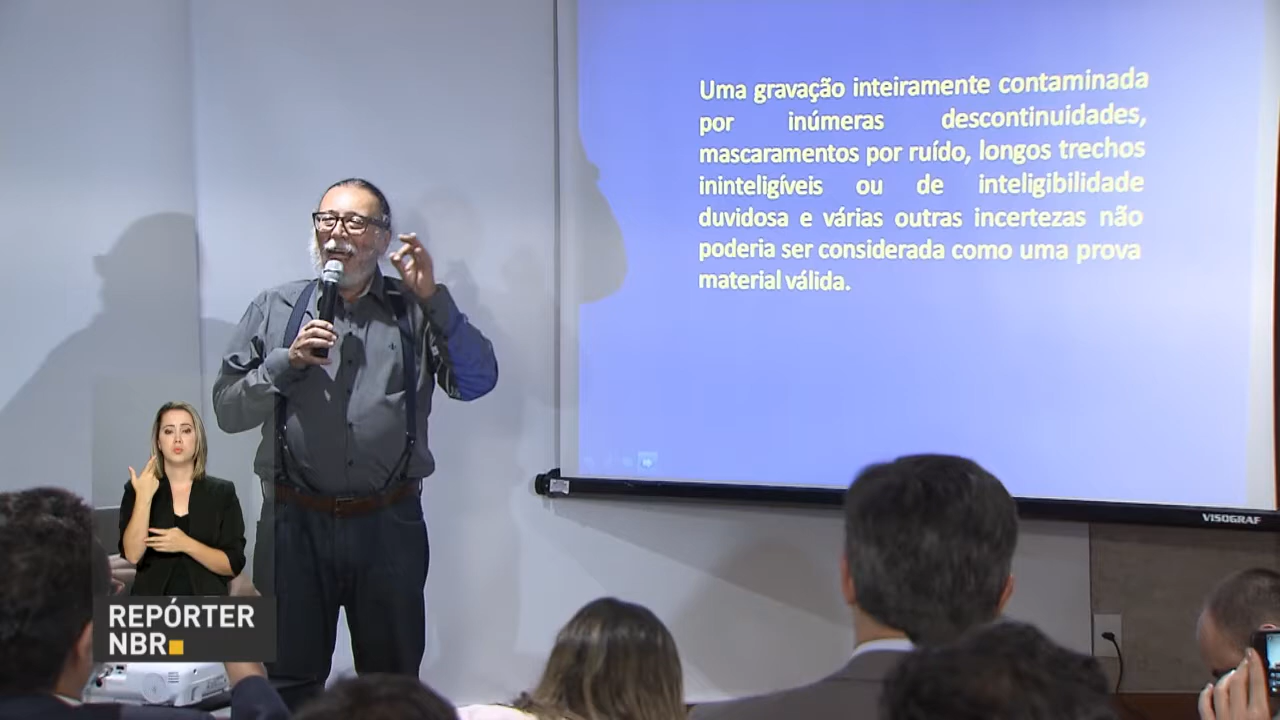 Uma gravação inteiramente contaminada
por inúmeras descontinuidades,
mascaramentos por ruído, longos trechos
ininteligíveis ou de inteligibilidade
duvidosa e várias outras incertezas não
poderia ser considerada como uma prova
material válida.
VISOGRAF
REPÓRTER
NBR